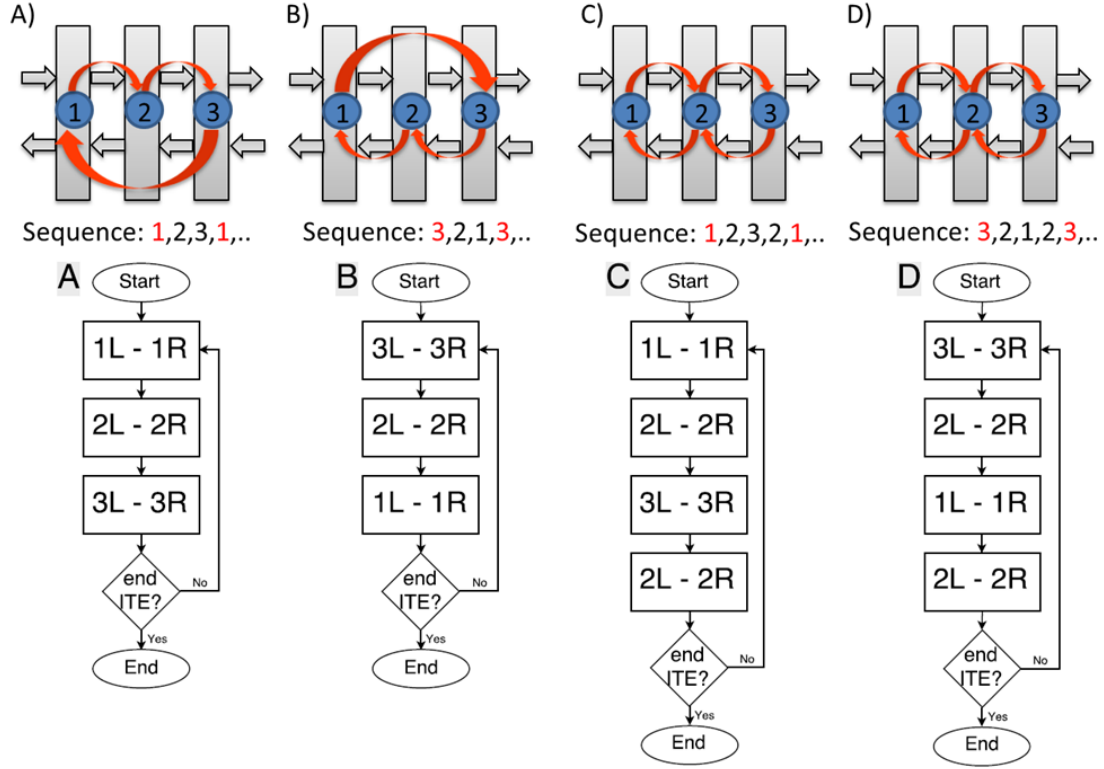 A)
B)
C)
D)
1 2 3
1 2 3
1 2 3
1 2 3
Sequence: 1,2,3,1,..
Sequence: 3,2,1,3,..
Sequence: 1,2,3,2,1,..
Sequence: 3,2,1,2,3,..
A
Start
1L - 1R
2L - 2R
3L - 3R
end
ITE?
No
Yes
End
B
Start
3L - 3R
2L - 2R
1L - 1R
end
ITE?
No
Yes
End
C
Start
1L - 1R
2L - 2R
3L - 3R
2L - 2R
end
ITE?
No
Yes
End
D
Start
3L - 3R
2L - 2R
1L - 1R
2L - 2R
end
ITE?
No
Yes
End